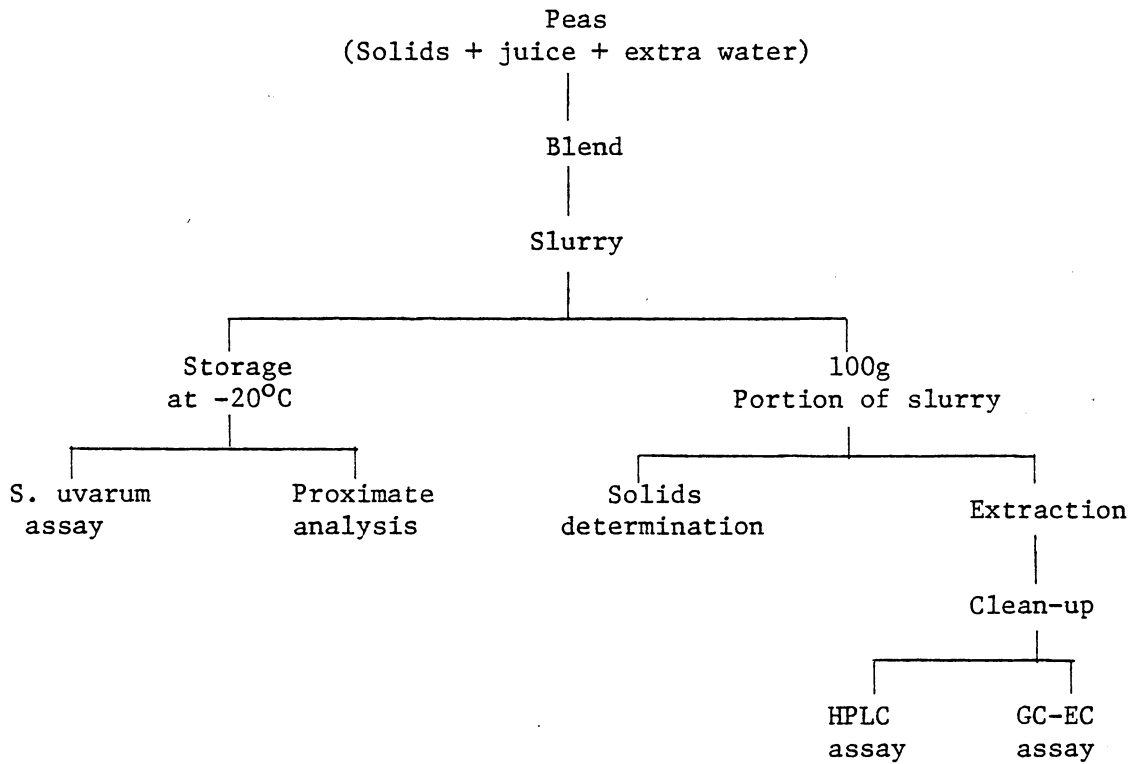 Peas
(Solids + juice + extra water)
Blend
Slurry
Storage
at -20°C
S. uvarum
assay
Proximate
analysis
100g
Portion of slurry
Solids
determination
Extraction
Clean-up
HPLC
assay
GC-EC
assay